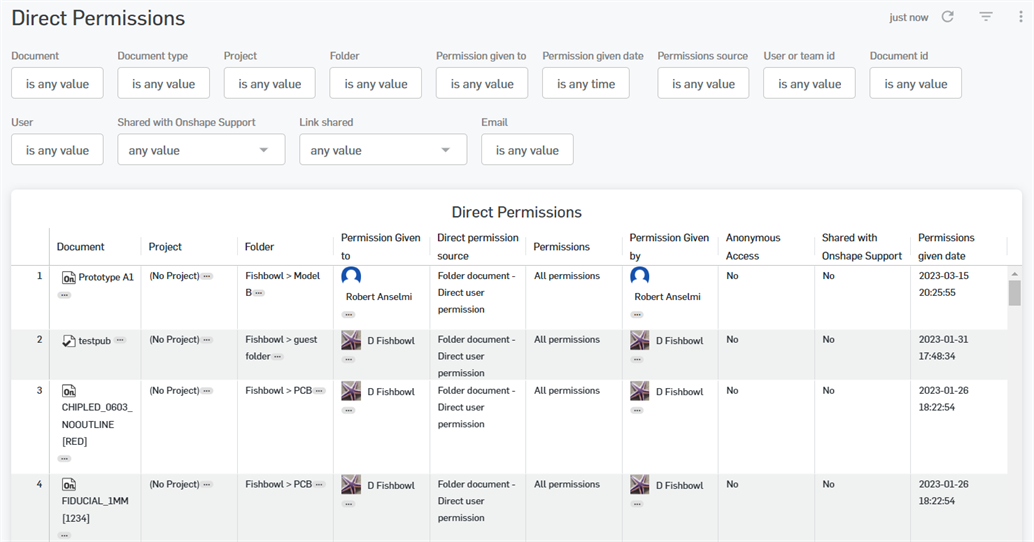 Direct Permissions
just now
Document Document type Project Folder Permission given to Permission given date Permissions source User or team id Document id
is any value is any value is any value is any value is any value is any time is any value is any value is any value
User Shared with Onshape Support Link shared Email
is any value any value any value is any value
Direct Permissions
Document Project Folder Permission Given to Direct permission source Permissions Permission Given by Anonymous Access Shared with Onshape Support Permissions given date
1 On Prototype A1 ... (No Project) ... Fishbowl > Model B ... Robert Anselmi ... Folder document - Direct user permission All permissions Robert Anselmi ... No No 2023-03-15 20:25:55
2 testpub ... (No Project) ... Fishbowl > guest folder ... D Fishbowl ... Folder document - Direct user permission All permissions D Fishbowl ... No No 2023-01-31 17:48:34
3 On CHIPLED_0603_NOOUTLINE [RED] ... (No Project) ... Fishbowl > PCB ... D Fishbowl ... Folder document - Direct user permission All permissions D Fishbowl ... No No 2023-01-26 18:22:54
4 On FIDUCIAL_1MM [1234] ... (No Project) ... Fishbowl > PCB ... D Fishbowl ... Folder document - Direct user permission All permissions D Fishbowl ... No No 2023-01-26 18:22:54